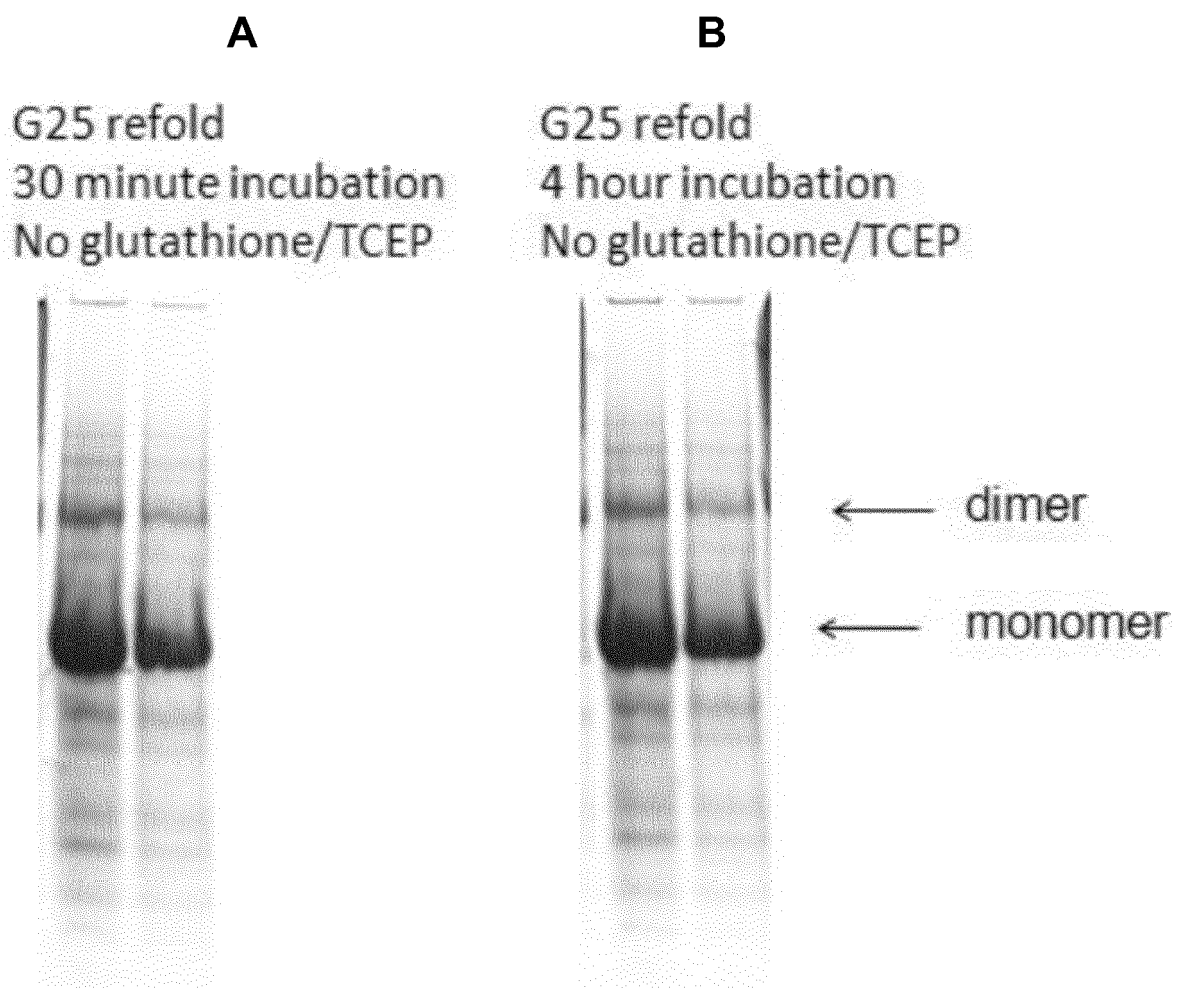 A
B
G25 refold
30 minute incubation
No glutathione/TCEP
G25 refold
4 hour incubation
No glutathione/TCEP
dimer
monomer